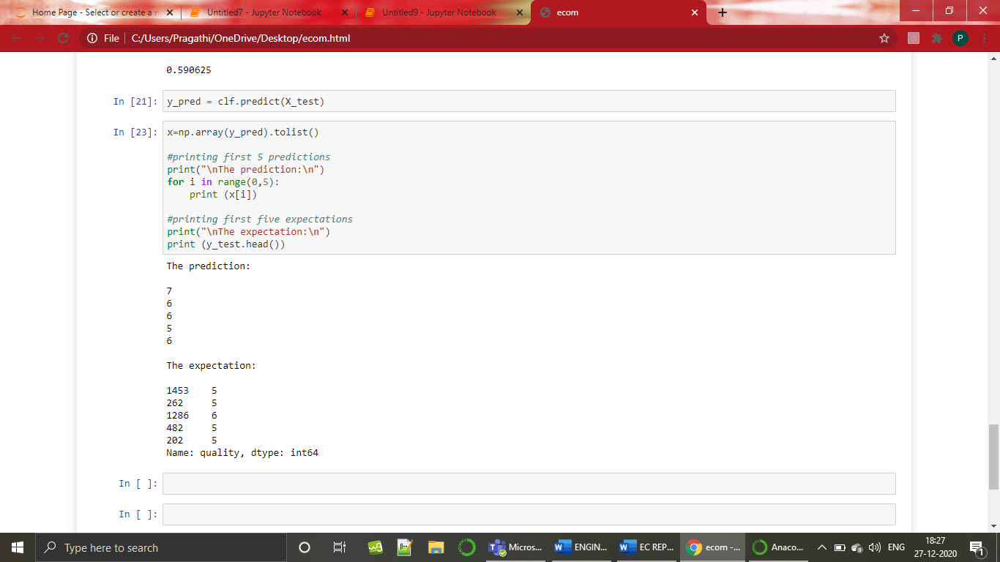 Home Page - Select or create a n
Untitled7 - Jupyter Notebook
Untitled9 - Jupyter Notebook
ecom
File
C:/Users/Pragathi/OneDrive/Desktop/ecom.html
P
0.590625
In [21]: y_pred = clf.predict(X_test)
In [23]: x=np.array(y_pred).tolist()
#printing first 5 predictions
print("\nThe prediction:\n")
for i in range(0,5):
    print (x[i])
#printing first five expectations
print("\nThe expectation:\n")
print (y_test.head())
The prediction:
7
6
6
5
6
The expectation:
1453    5
262     5
1286    6
482     5
202     5
Name: quality, dtype: int64
In [ ]:
In [ ]:
Type here to search
Micros...
ENGIN...
EC REP...
ecom -...
Anaco...
ENG
18:27
27-12-2020
1